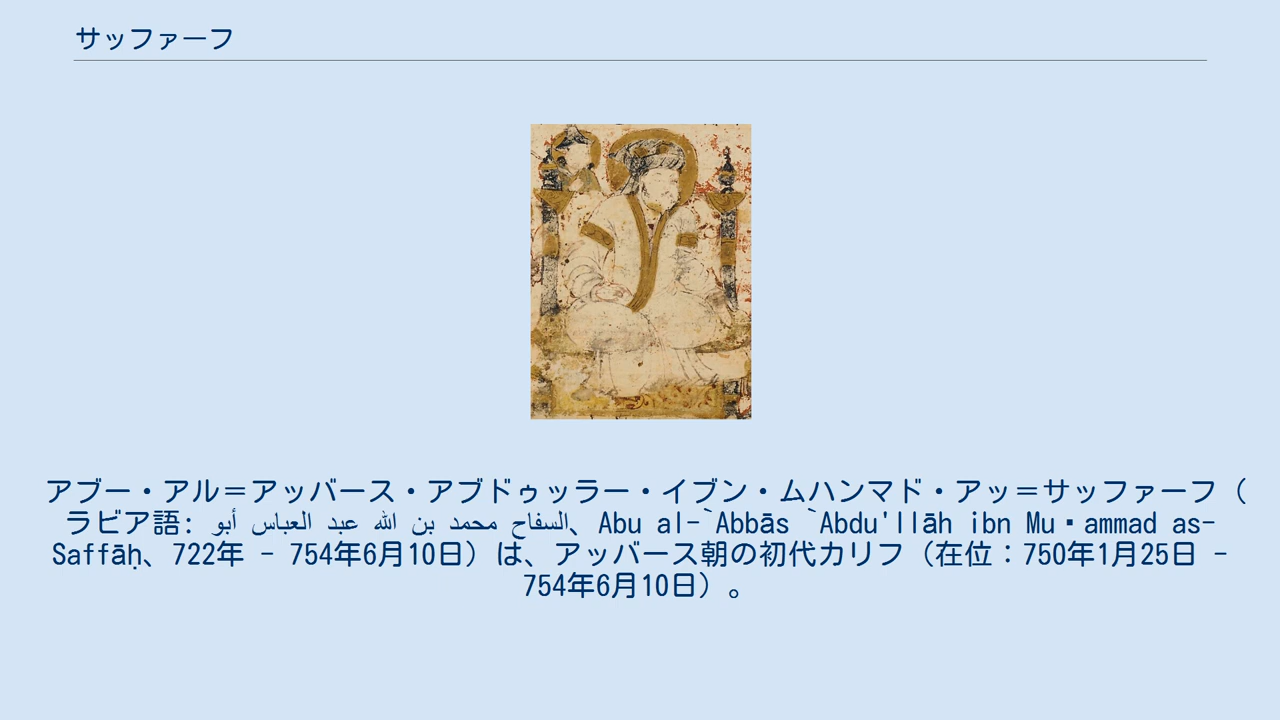 サッファーフ
アブー・アル＝アッバース・アブドゥッラー・イブン・ムハンマド・アッ＝サッファーフ（
ラビア語: أبو العباس عبد الله بن محمد السفاح、Abu al-`Abbās `Abdu'llāh ibn Mu▪ammad as-
Saffāḥ、722年 - 754年6月10日）は、アッバース朝の初代カリフ（在位：750年1月25日 -
754年6月10日）。